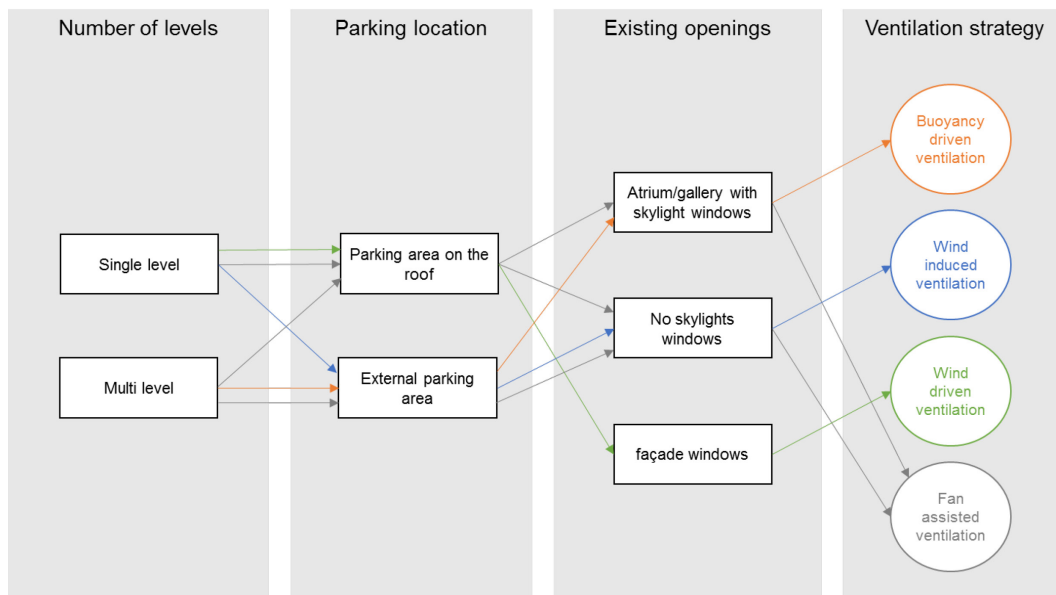 Number of levels
Parking location
Existing openings
Ventilation strategy
Single level
Multi level
Parking area on the
roof
External parking
area
Atrium/gallery with
skylight windows
No skylights
windows
façade windows
Buoyancy
driven
ventilation
Wind
induced
ventilation
Wind
driven
ventilation
Fan
assisted
ventilation